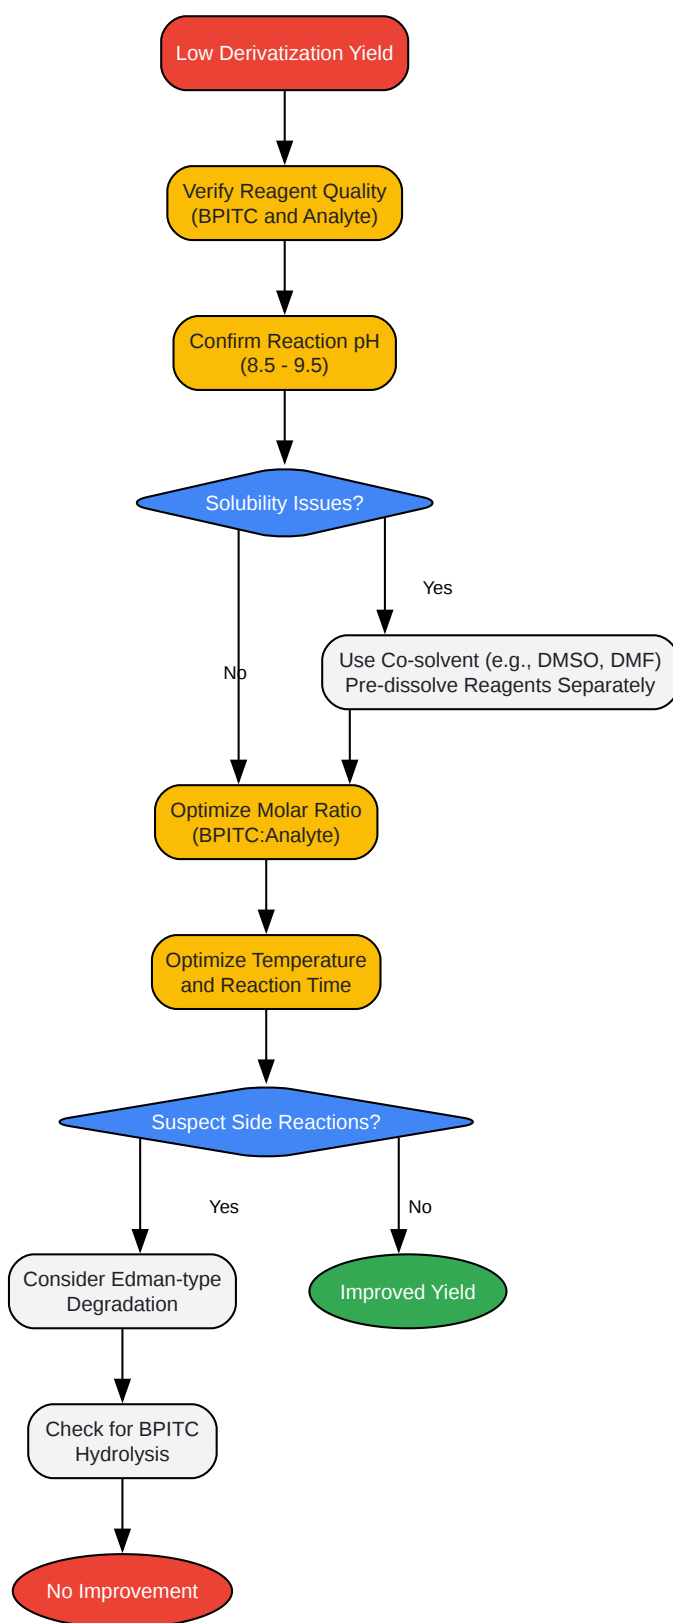 Low Derivatization Yield
Verify Reagent Quality
(BPITC and Analyte)
Confirm Reaction pH
(8.5 - 9.5)
Solubility Issues?
Yes
No
Use Co-solvent (e.g., DMSO, DMF)
Pre-dissolve Reagents Separately
Optimize Molar Ratio
(BPITC:Analyte)
Optimize Temperature
and Reaction Time
Suspect Side Reactions?
Yes
No
Consider Edman-type
Degradation
Improved Yield
Check for BPITC
Hydrolysis
No Improvement